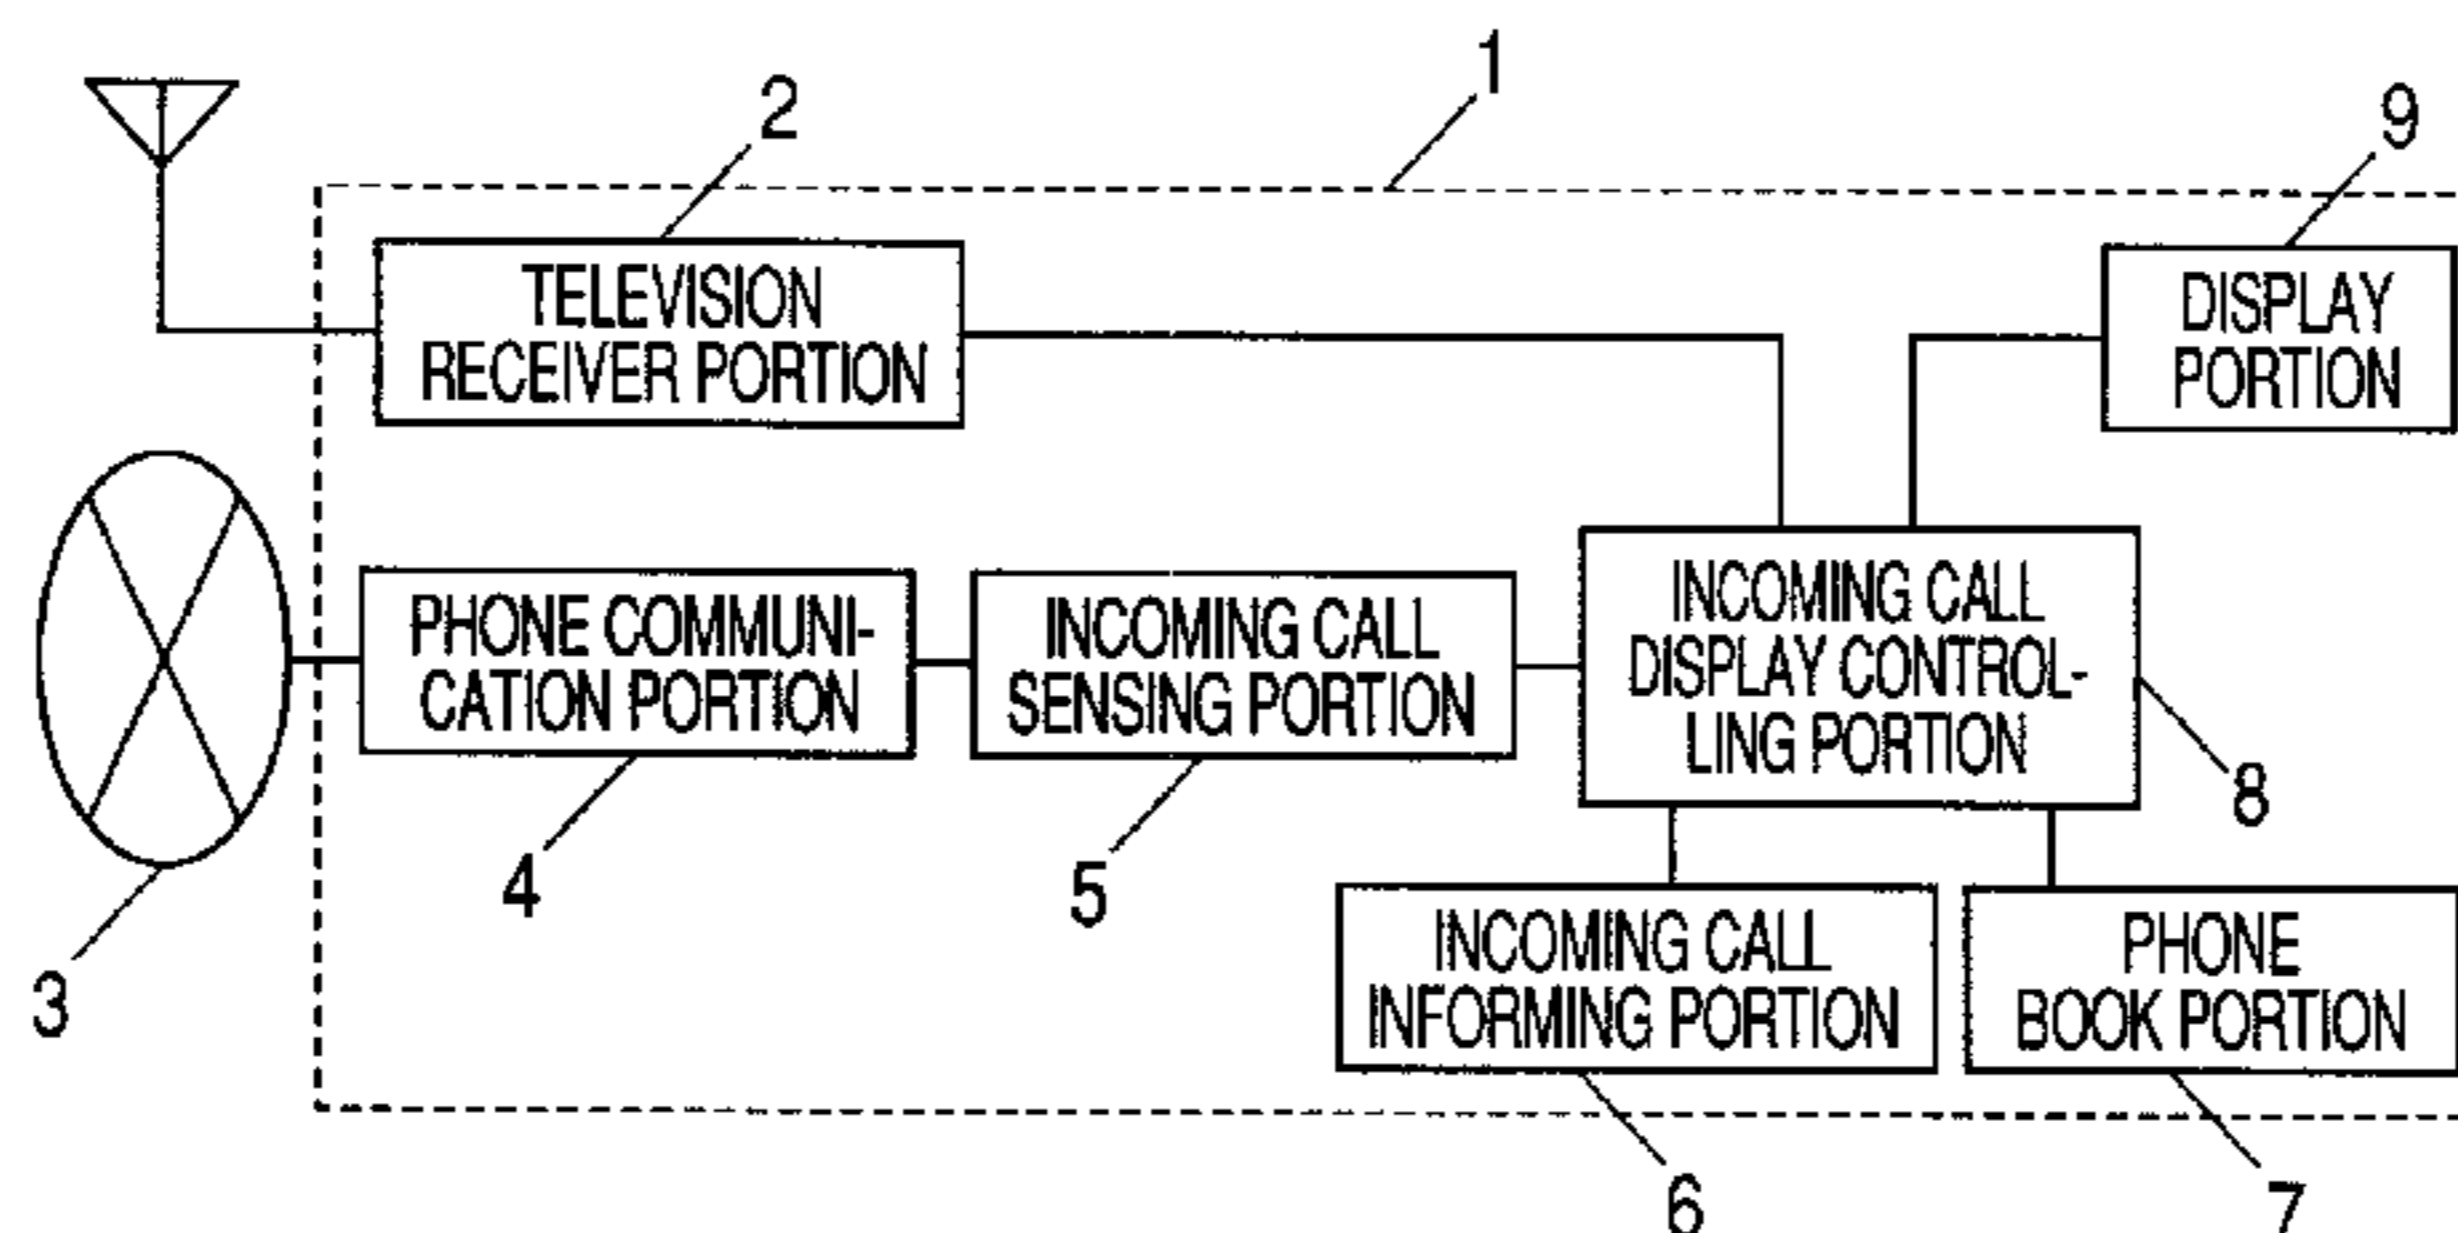 1
2
9
TELEVISION
RECEIVER PORTION
DISPLAY
PORTION
PHONE COMMUNI-
CATION PORTION
INCOMING CALL
SENSING PORTION
INCOMING CALL
DISPLAY CONTROL-
LING PORTION
8
4
5
3
INCOMING CALL
INFORMING PORTION
PHONE
BOOK PORTION
6
7